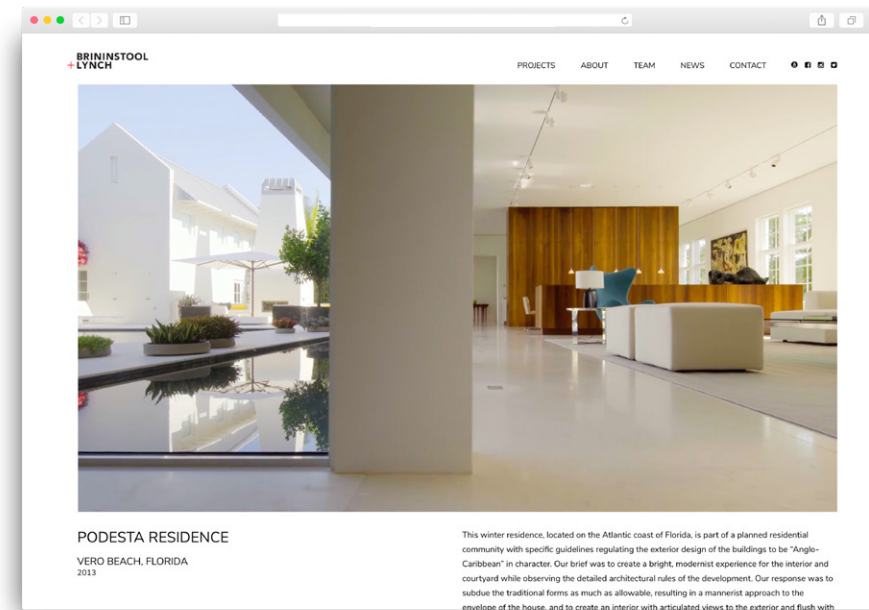 BRININSTOOL
+LYNCH
PROJECTS ABOUT TEAM NEWS CONTACT
PODESTA RESIDENCE
VERO BEACH, FLORIDA
2013
This winter residence, located on the Atlantic coast of Florida, is part of a planned residential
community with specific guidelines regulating the exterior design of the buildings to be “Anglo-
Caribbean” in character. Our brief was to create a bright, modernist experience for the interior and
courtyard while observing the detailed architectural rules of the development. Our response was to
subdue the traditional forms as much as allowable, resulting in a mannerist approach to the
envelope of the house, and to create an interior with articulated views to the exterior and flush with